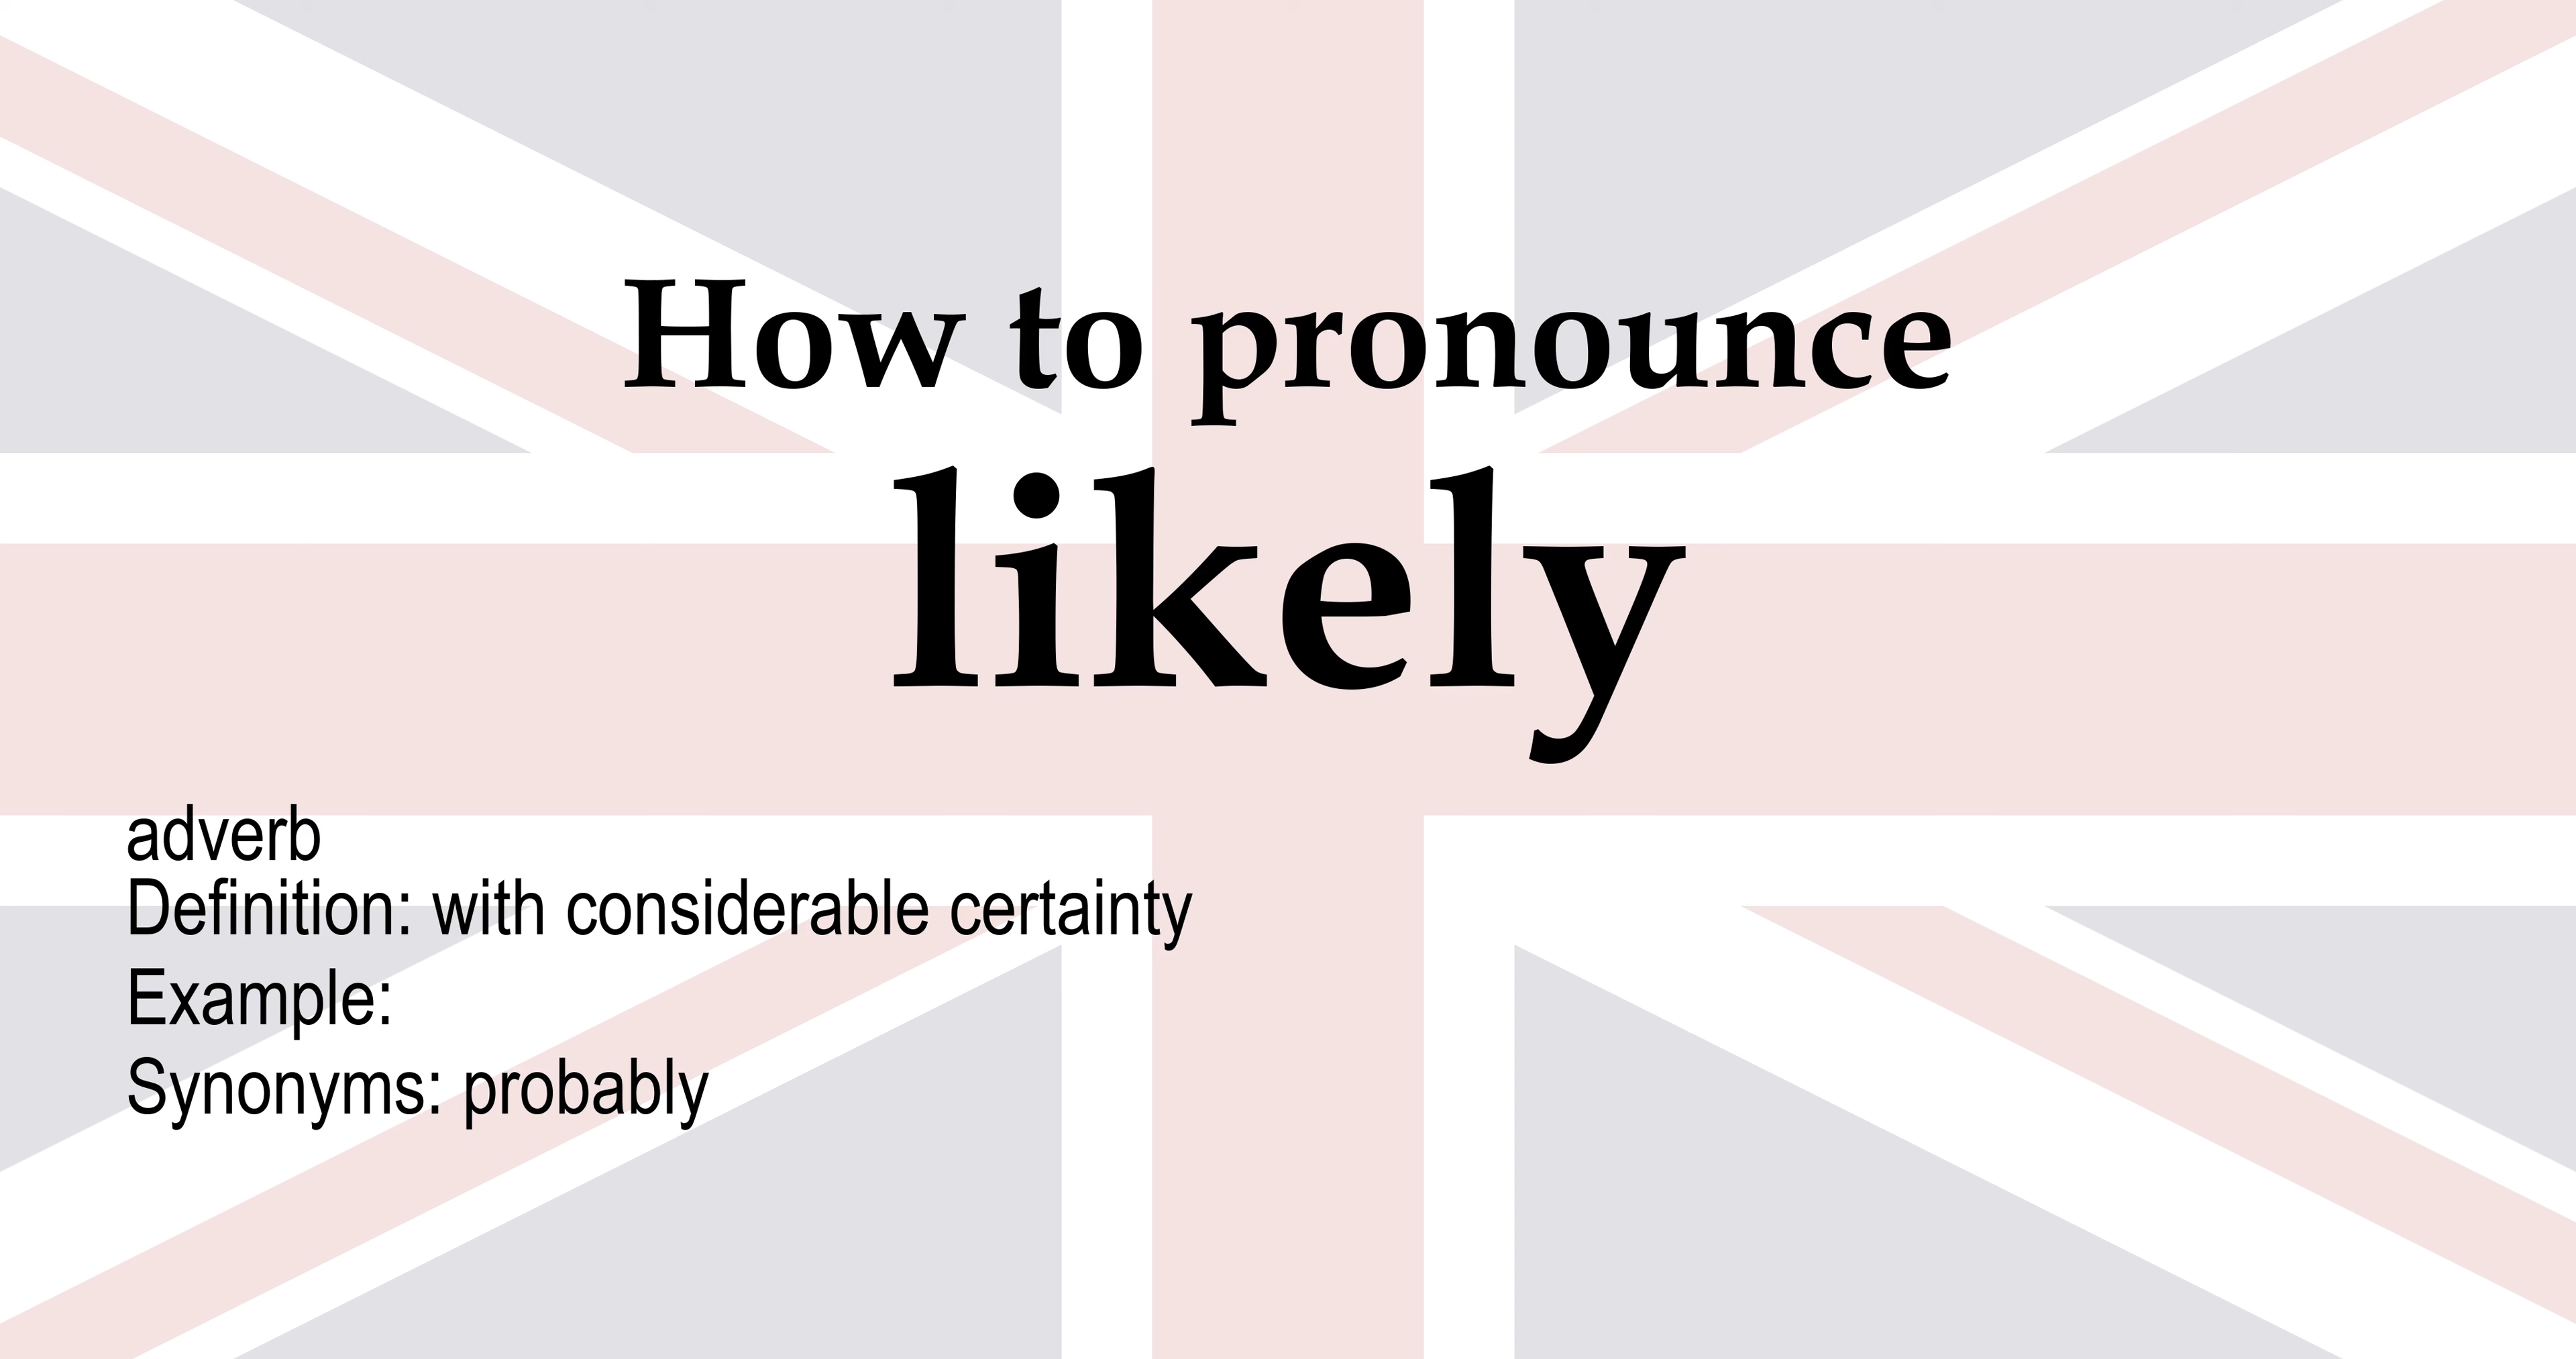 How to pronounce
likely
adverb
Definition: with considerable certainty
Example:
Synonyms: probably